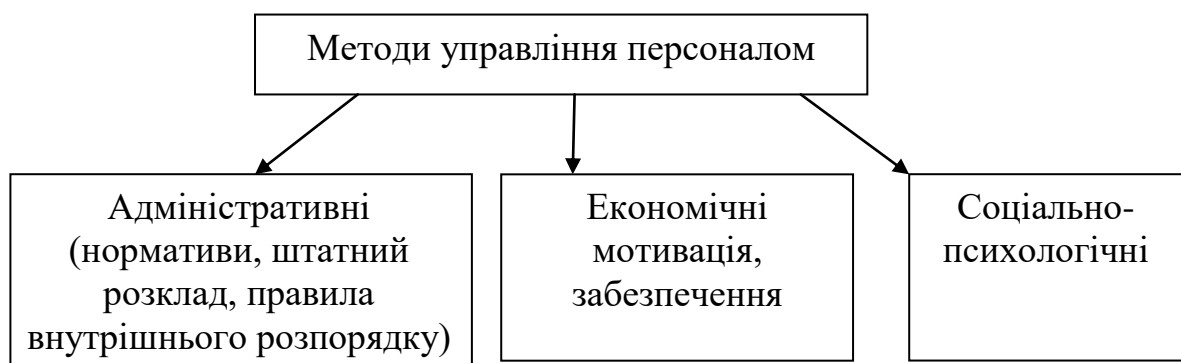 Методи управління персоналом
Адміністративні
(нормативи, штатний
розклад, правила
внутрішнього розпорядку)
Економічні
мотивація,
забезпечення
Соціально-
психологічні